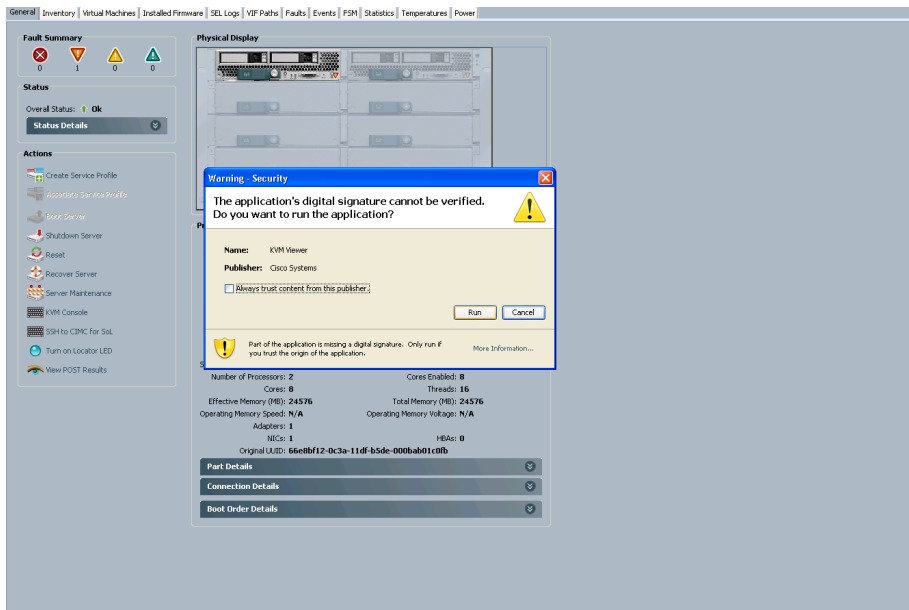 General Inventory Virtual Machines Installed Firmware SEL Logs VIF Paths Faults Events FSM Statistics Temperatures Power
Fault Summary
0 1 0 0
Status
Overall Status: Ok
Status Details
Actions
Create Service Profile
Associate Service Profile
Boot Server
Shutdown Server
Reset
Recover Server
Server Maintenance
KVM Console
SSH to CIMC for SoL
Turn on Locator LED
View POST Results
Physical Display
Warning - Security
The application's digital signature cannot be verified.
Do you want to run the application?
Name: KVM Viewer
Publisher: Cisco Systems
Always trust content from this publisher.
Run Cancel
Part of the application is missing a digital signature. Only run if
you trust the origin of the application.
More Information...
Number of Processors: 2 Cores Enabled: 8
Cores: 8 Threads: 16
Effective Memory (MB): 24576 Total Memory (MB): 24576
Operating Memory Speed: N/A Operating Memory Voltage: N/A
Adapters: 1
NICs: 1 HBAs: 0
Original UUID: 66e8bf12-0c3a-11df-b5de-000bab01c0fb
Part Details
Connection Details
Boot Order Details